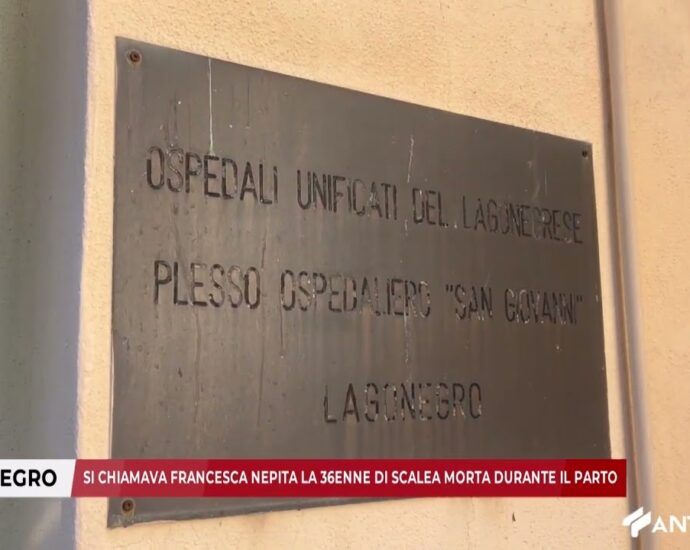 OSPEDALI UNIFICATI DEL LAGONEGRESE
PLESSO OSPEDALIERO "SAN GIOVANNI"
LAGONEGRO
EGRO SI CHIAMAVA FRANCESCA NEPITA LA 36ENNE DI SCALEA MORTA DURANTE IL PARTO
ANT